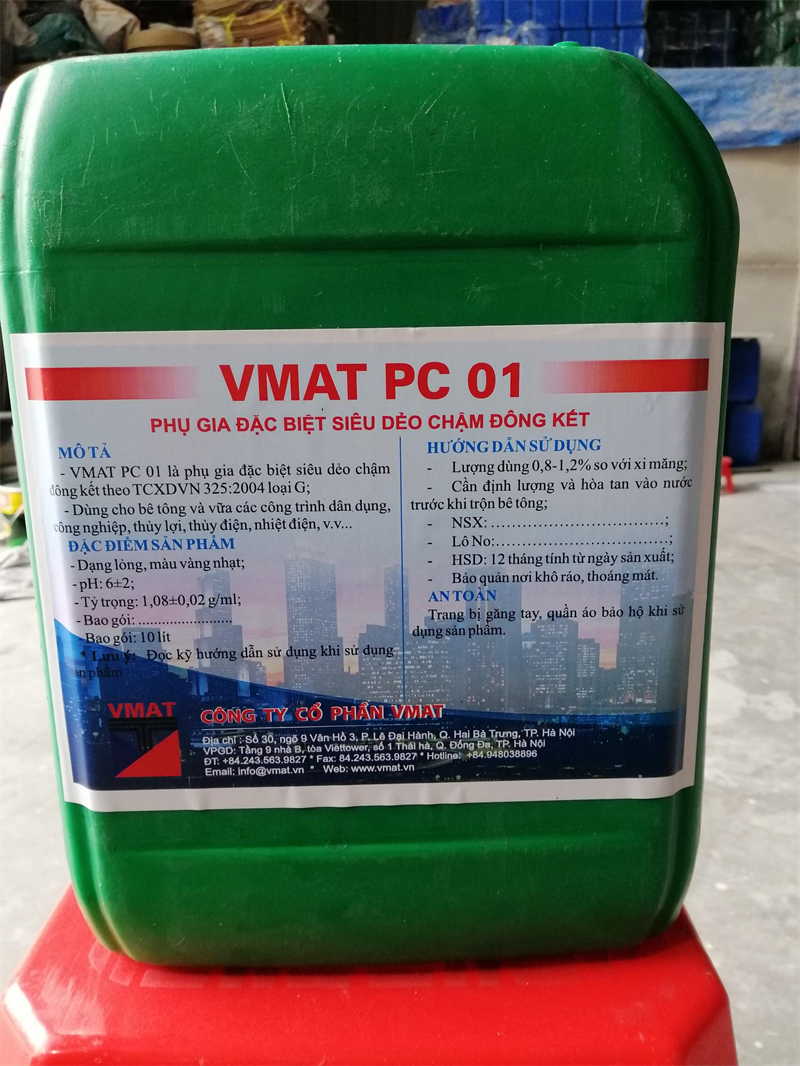 VMAT PC 01
PHỤ GIA ĐẶC BIỆT SIÊU DẺO CHẬM ĐÔNG KẾT
MÔ TẢ
- VMAT PC 01 là phụ gia đặc biệt siêu dẻo chậm
đông kết theo TCXDVN 325:2004 loại G;
- Dùng cho bê tông và vữa các công trình dân dụng,
công nghiệp, thủy lợi, thủy điện, nhiệt điện, v.v...
ĐẶC ĐIỂM SẢN PHẨM
- Dạng lỏng, màu vàng nhạt;
- pH: 6±2;
- Tỷ trọng: 1,08±0,02 g/ml;
- Bao gói: ........................
- Bao gói: 10 lít
* Lưu ý: Đọc kỹ hướng dẫn sử dụng khi sử dụng
sản phẩm
HƯỚNG DẪN SỬ DỤNG
- Lượng dùng 0,8-1,2% so với xi măng;
- Cần định lượng và hòa tan vào nước
trước khi trộn bê tông;
- NSX: ................................;
- Lô No:................................;
- HSD: 12 tháng tính từ ngày sản xuất;
- Bảo quản nơi khô ráo, thoáng mát.
AN TOÀN
Trang bị găng tay, quần áo bảo hộ khi sử
dụng sản phẩm.
VMAT
CÔNG TY CỔ PHẦN VMAT
Địa chỉ : Số 30, ngõ 9 Vân Hồ 3, P. Lê Đại Hành, Q. Hai Bà Trưng, TP. Hà Nội
VPGD: Tầng 9 nhà B, tòa Viettower, số 1 Thái hà, Q. Đống Đa, TP. Hà Nội
ĐT: +84.243.563.9827 * Fax: 84.243.563.9827 * Hotline: +84.948038896
Email: info@vmat.vn * Web: www.vmat.vn